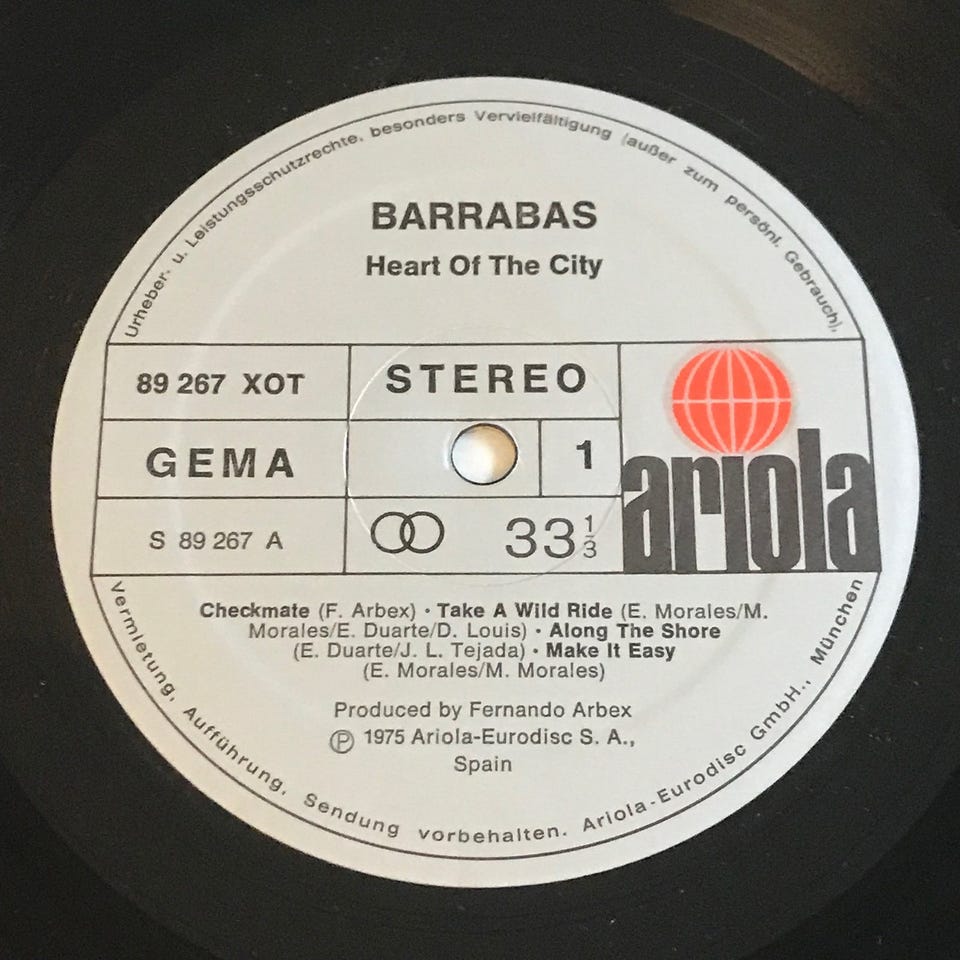 Urheber- u. Leistungsschutzrechte, besonders Vervielfältigung (außer zum persönl. Gebrauch),
BARRABAS
Heart Of The City
89 267 XOT
STEREO
GEMA
1
S 89 267 A
33 1/3
ariola
Checkmate (F. Arbex) · Take A Wild Ride (E. Morales/M.
Morales/E. Duarte/D. Louis) · Along The Shore
(E. Duarte/J. L. Tejada) · Make It Easy
(E. Morales/M. Morales)
Produced by Fernando Arbex
℗ 1975 Ariola-Eurodisc S. A.,
Spain
Vermietung, Aufführung, Sendung vorbehalten. Ariola-Eurodisc GmbH., München